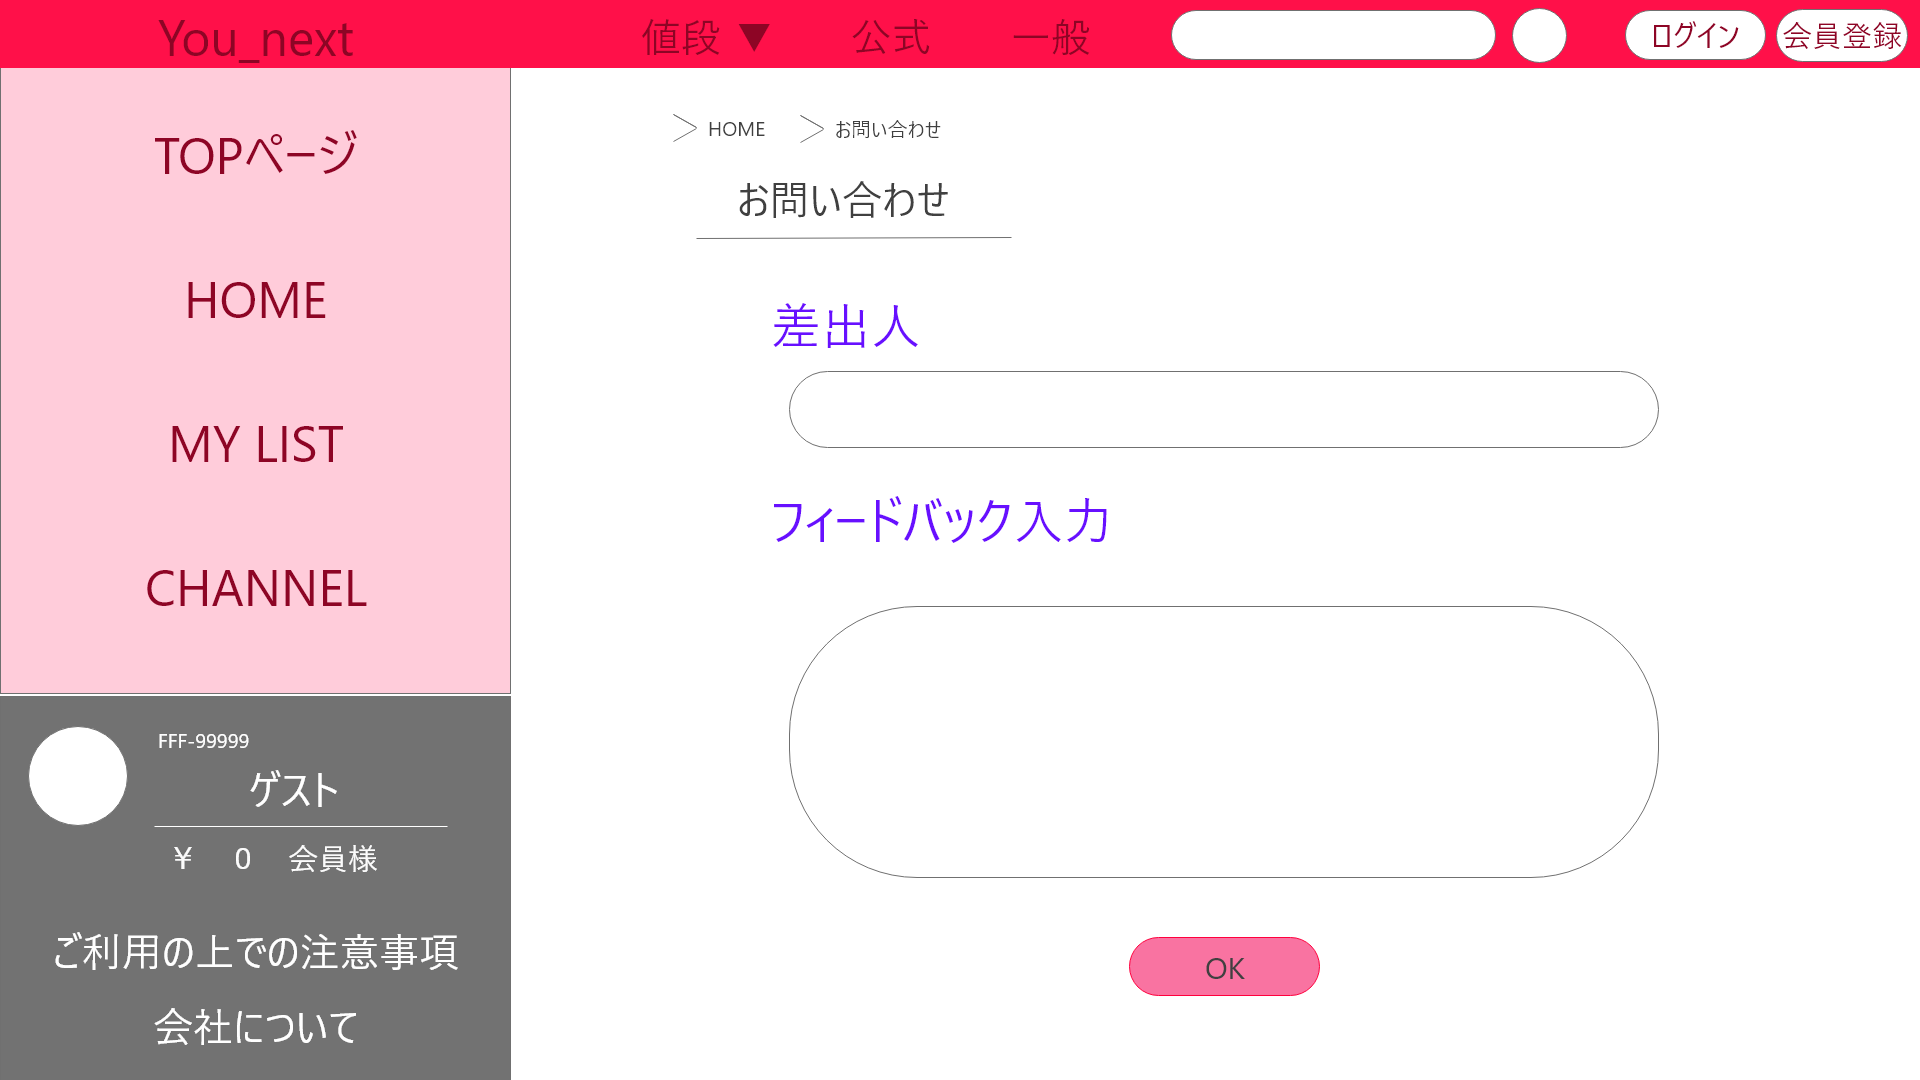 You_next 値段 ▼ 公式 一般 ログイン 会員登録
TOPページ
HOME
MY LIST
CHANNEL
FFF-99999
ゲスト
¥ 0 会員様
ご利用の上での注意事項
会社について
＞ HOME ＞ お問い合わせ
お問い合わせ
差出人
フィードバック入力
OK